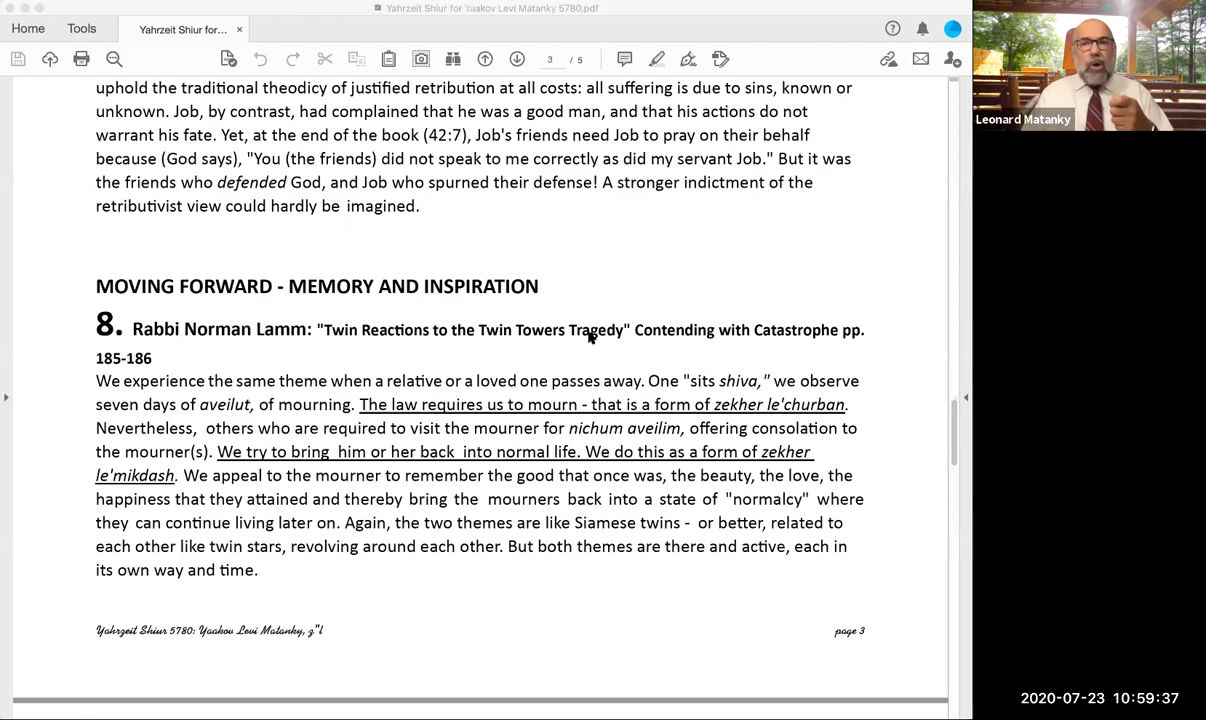 Yahrzeit Shiur for Yaakov Levi Matanky 5780.pdf
Home Tools Yahrzeit Shiur for... ×
3 / 5
uphold the traditional theodicy of justified retribution at all costs: all suffering is due to sins, known or
unknown. Job, by contrast, had complained that he was a good man, and that his actions do not
warrant his fate. Yet, at the end of the book (42:7), Job's friends need Job to pray on their behalf
because (God says), "You (the friends) did not speak to me correctly as did my servant Job." But it was
the friends who defended God, and Job who spurned their defense! A stronger indictment of the
retributivist view could hardly be imagined.
MOVING FORWARD - MEMORY AND INSPIRATION
8. Rabbi Norman Lamm: "Twin Reactions to the Twin Towers Tragedy" Contending with Catastrophe pp.
185-186
We experience the same theme when a relative or a loved one passes away. One "sits shiva," we observe
seven days of aveilut, of mourning. The law requires us to mourn - that is a form of zekher le'churban.
Nevertheless, others who are required to visit the mourner for nichum aveilim, offering consolation to
the mourner(s). We try to bring him or her back into normal life. We do this as a form of zekher
le'mikdash. We appeal to the mourner to remember the good that once was, the beauty, the love, the
happiness that they attained and thereby bring the mourners back into a state of "normalcy" where
they can continue living later on. Again, the two themes are like Siamese twins - or better, related to
each other like twin stars, revolving around each other. But both themes are there and active, each in
its own way and time.
Yahrzeit Shiur 5780: Yaakov Levi Matanky, z"l page 3
Leonard Matanky
2020-07-23 10:59:37